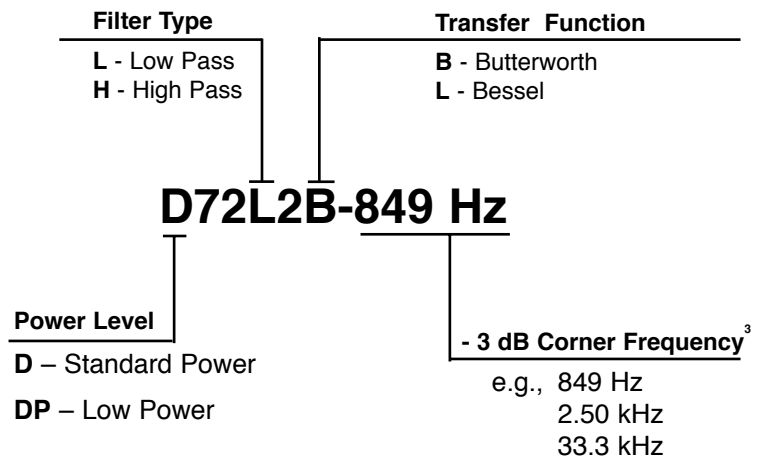 Filter Type
L - Low Pass
H - High Pass
Transfer Function
B - Butterworth
L - Bessel
D72L2B-849 Hz
Power Level
D – Standard Power
DP – Low Power
- 3 dB Corner Frequency³
e.g., 849 Hz
2.50 kHz
33.3 kHz